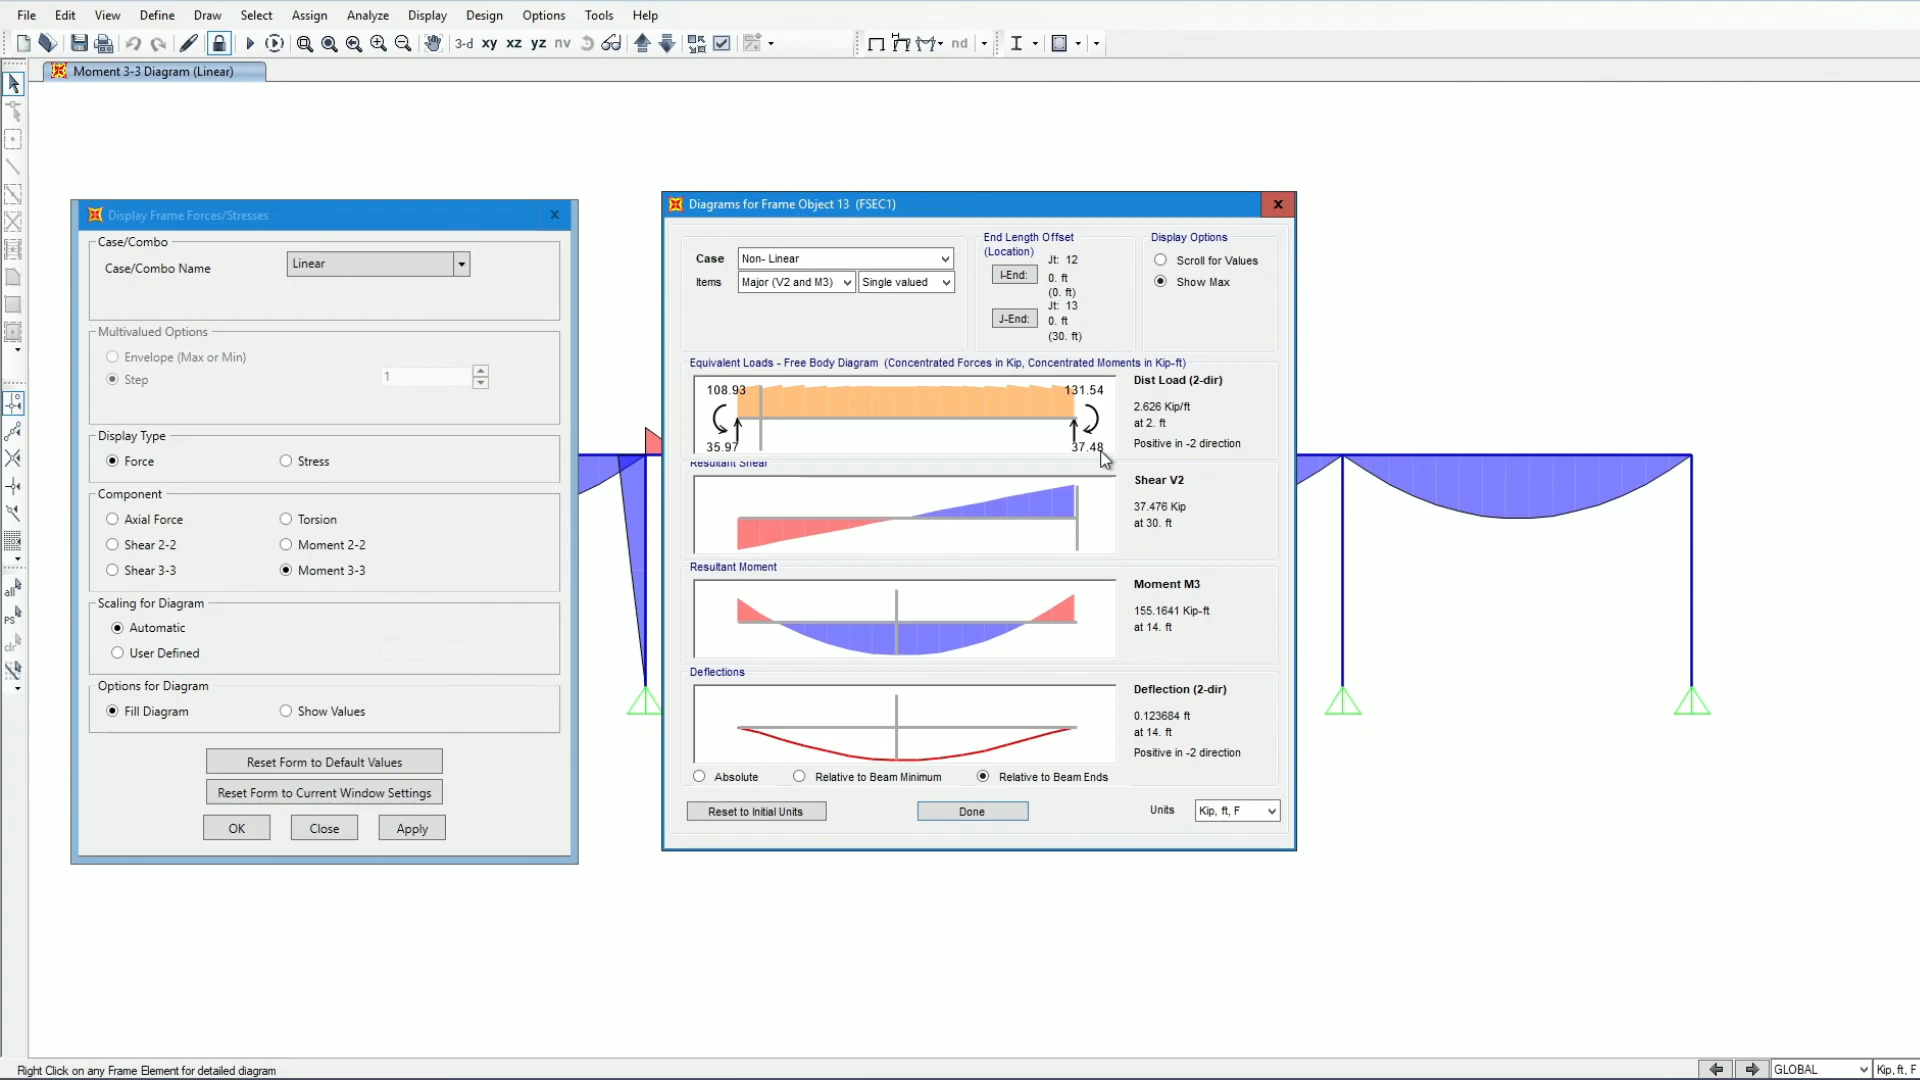 File Edit View Define Draw Select Assign Analyze Display Design Options Tools Help
3-d xy xz yz nv nd
Moment 3-3 Diagram (Linear)
Display Frame Forces/Stresses
Case/Combo
Case/Combo Name Linear
Multivalued Options
Envelope (Max or Min)
Step 1
Display Type
Force Stress
Component
Axial Force Torsion
Shear 2-2 Moment 2-2
Shear 3-3 Moment 3-3
Scaling for Diagram
Automatic
User Defined
Options for Diagram
Fill Diagram Show Values
Reset Form to Default Values
Reset Form to Current Window Settings
OK Close Apply
Diagrams for Frame Object 13 (FSEC1)
Case Non- Linear
Items Major (V2 and M3) Single valued
End Length Offset
(Location)
I-End: Jt: 12
0. ft
(0. ft)
J-End: Jt: 13
0. ft
(30. ft)
Display Options
Scroll for Values
Show Max
Equivalent Loads - Free Body Diagram (Concentrated Forces in Kip, Concentrated Moments in Kip-ft)
108.93 131.54
35.97 37.48
Dist Load (2-dir)
2.626 Kip/ft
at 2. ft
Positive in -2 direction
Resultant Shear
Shear V2
37.476 Kip
at 30. ft
Resultant Moment
Moment M3
155.1641 Kip-ft
at 14. ft
Deflections
Deflection (2-dir)
0.123684 ft
at 14. ft
Positive in -2 direction
Absolute Relative to Beam Minimum Relative to Beam Ends
Reset to Initial Units Done Units Kip, ft, F
all
PS
clr
Right Click on any Frame Element for detailed diagram
GLOBAL Kip, ft, F